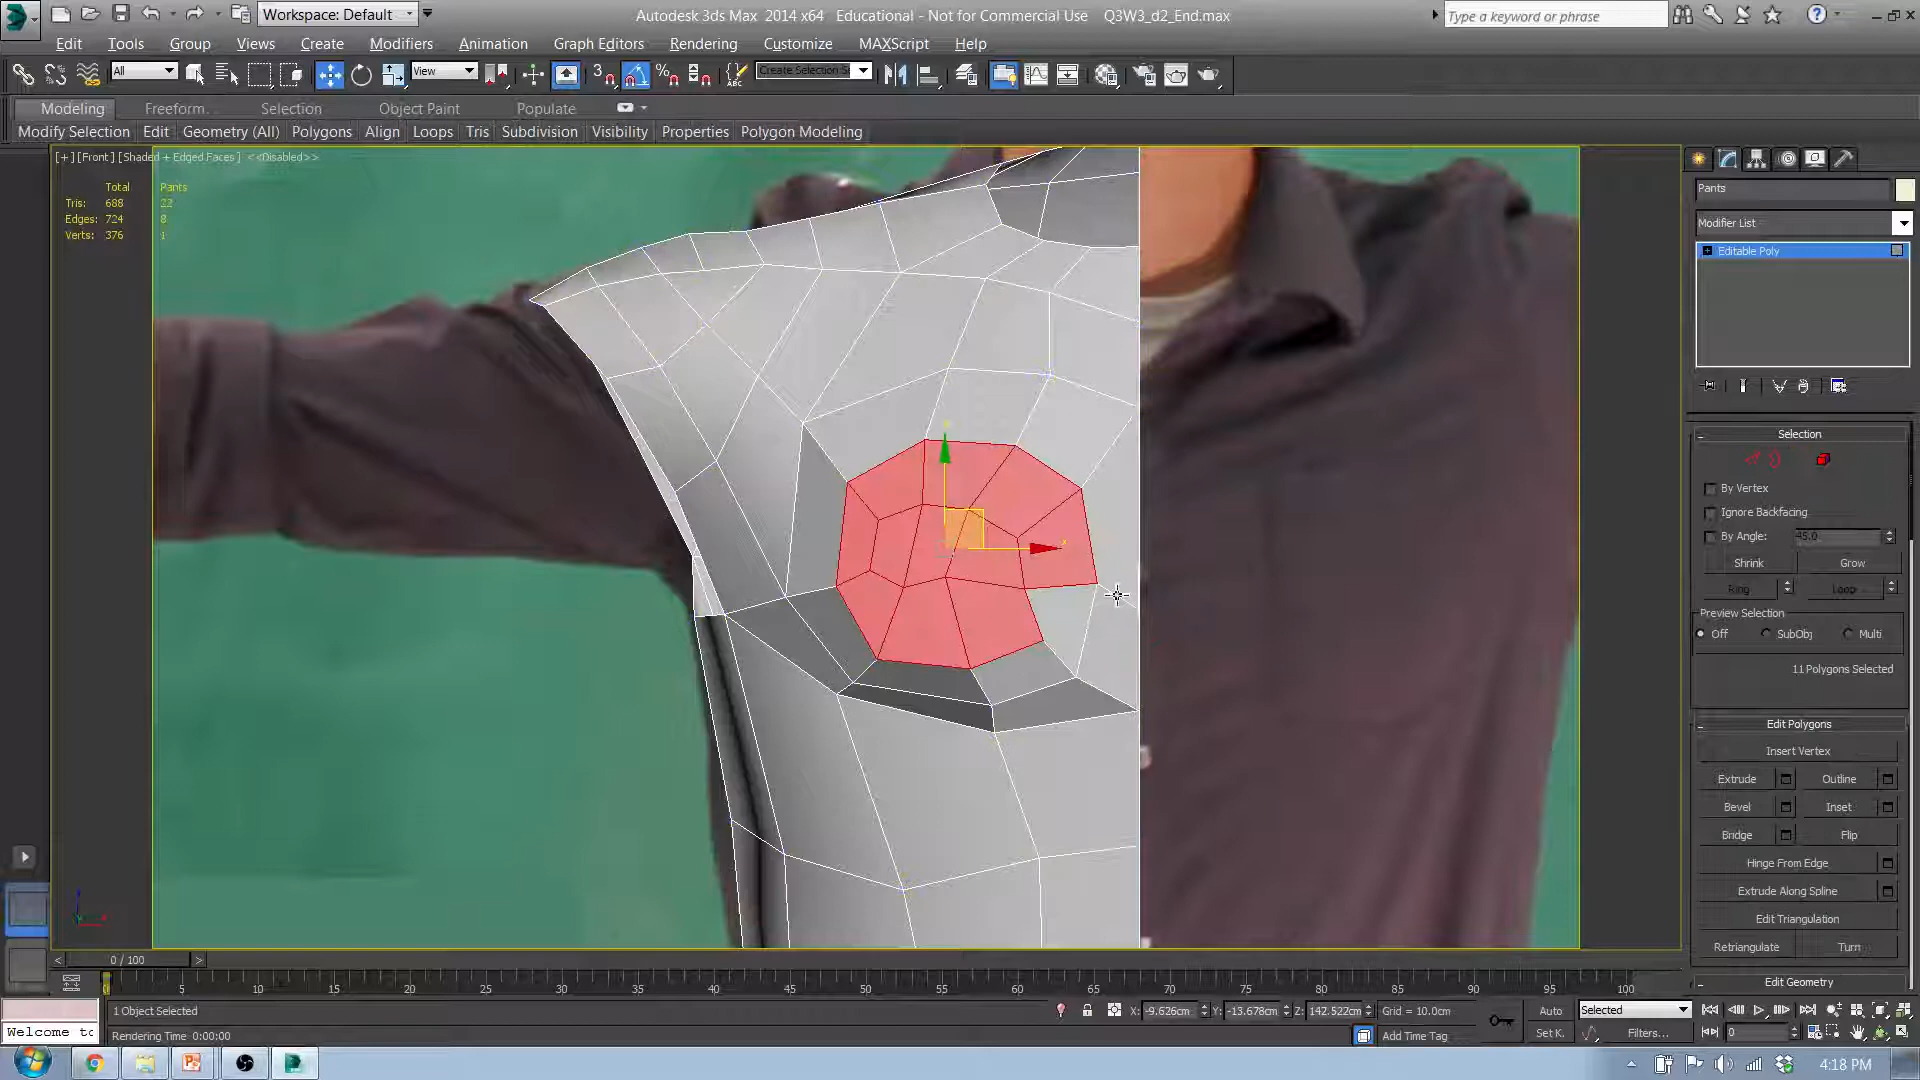 Workspace: Default
Autodesk 3ds Max 2014 x64 Educational - Not for Commercial Use Q3W3_d2_End.max
Type a keyword or phrase
Edit Tools Group Views Create Modifiers Animation Graph Editors Rendering Customize MAXScript Help
All View Create Selection Se
Modeling Freeform Selection Object Paint Populate
Modify Selection Edit Geometry (All) Polygons Align Loops Tris Subdivision Visibility Properties Polygon Modeling
[+] [Front] [Shaded + Edged Faces] <<Disabled>>
Total Pants
Tris: 688 22
Edges: 724 8
Verts: 376 1
Pants
Modifier List
Editable Poly
Selection
By Vertex
Ignore Backfacing
By Angle: 45.0
Shrink Grow
Ring Loop
Preview Selection
Off SubObj Multi
11 Polygons Selected
Edit Polygons
Insert Vertex
Extrude Outline
Bevel Inset
Bridge Flip
Hinge From Edge
Extrude Along Spline
Edit Triangulation
Retriangulate Turn
Edit Geometry
x
< 0 / 100 >
5 10 15 20 25 30 35 40 45 50 55 60 65 70 75 80 85 90 95 100
1 Object Selected X: -9.626cm Y: -13.678cm Z: 142.522cm Grid = 10.0cm Auto Selected
Welcome to Rendering Time 0:00:00 Add Time Tag Set K. Filters... 0
4:18 PM